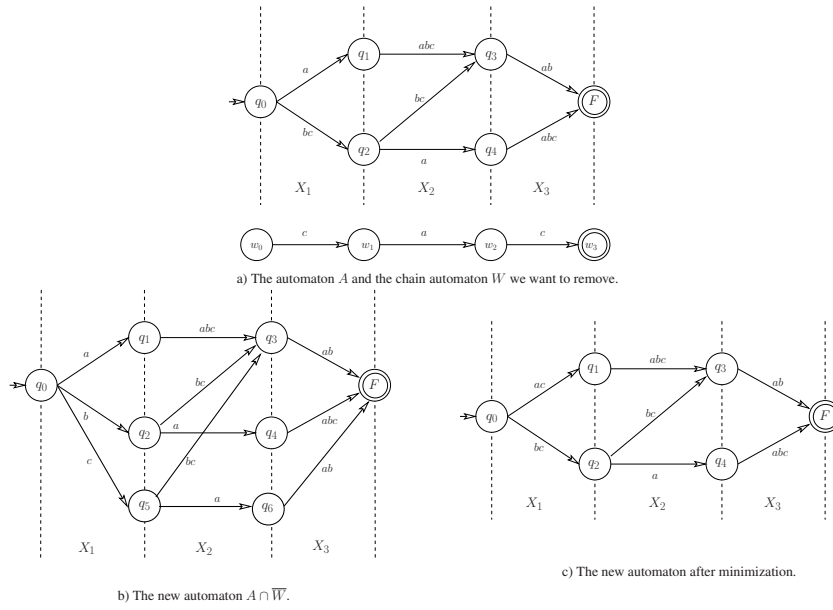 abc
q1
q3
a
ab
q0
bc
F
bc
abc
q2
a
q4
X1
X2
X3
c
a
c
w0
w1
w2
w3
a) The automaton A and the chain automaton W we want to remove.
abc
q1
q3
a
ab
q0
bc
F
b
abc
q2
a
q4
c
bc
ab
q5
a
q6
X1
X2
X3
b) The new automaton A ∩ W̅.
abc
q1
q3
ac
ab
q0
bc
F
bc
abc
q2
a
q4
X1
X2
X3
c) The new automaton after minimization.